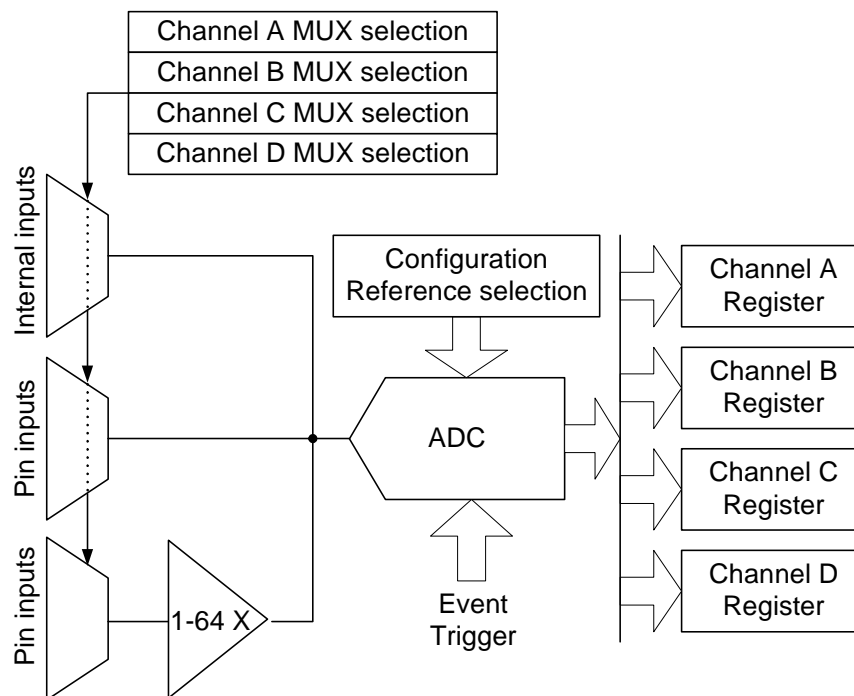 Channel A MUX selection
Channel B MUX selection
Channel C MUX selection
Channel D MUX selection
Internal inputs
Pin inputs
Pin inputs
1-64 X
Configuration
Reference selection
ADC
Event
Trigger
Channel A
Register
Channel B
Register
Channel C
Register
Channel D
Register